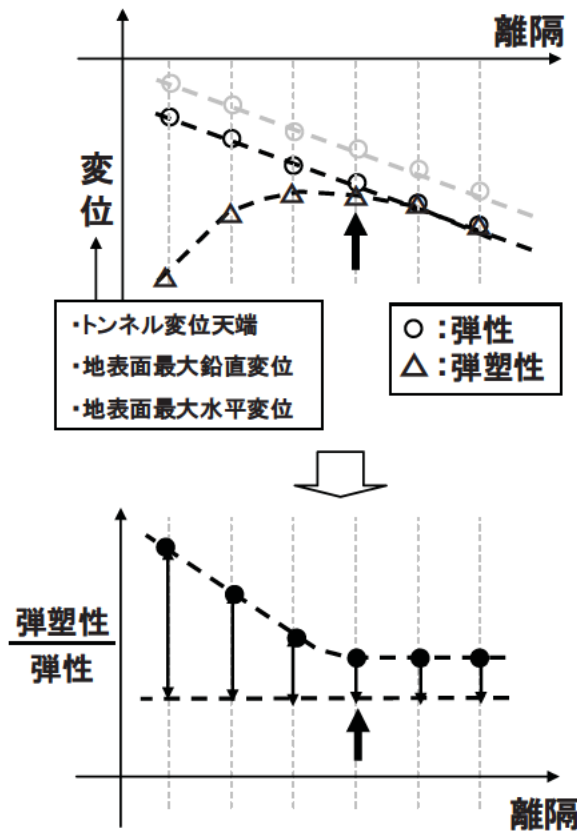 離隔
変位
・トンネル変位天端
・地表面最大鉛直変位
・地表面最大水平変位
○：弾性
△：弾塑性
弾塑性
弾性
離隔